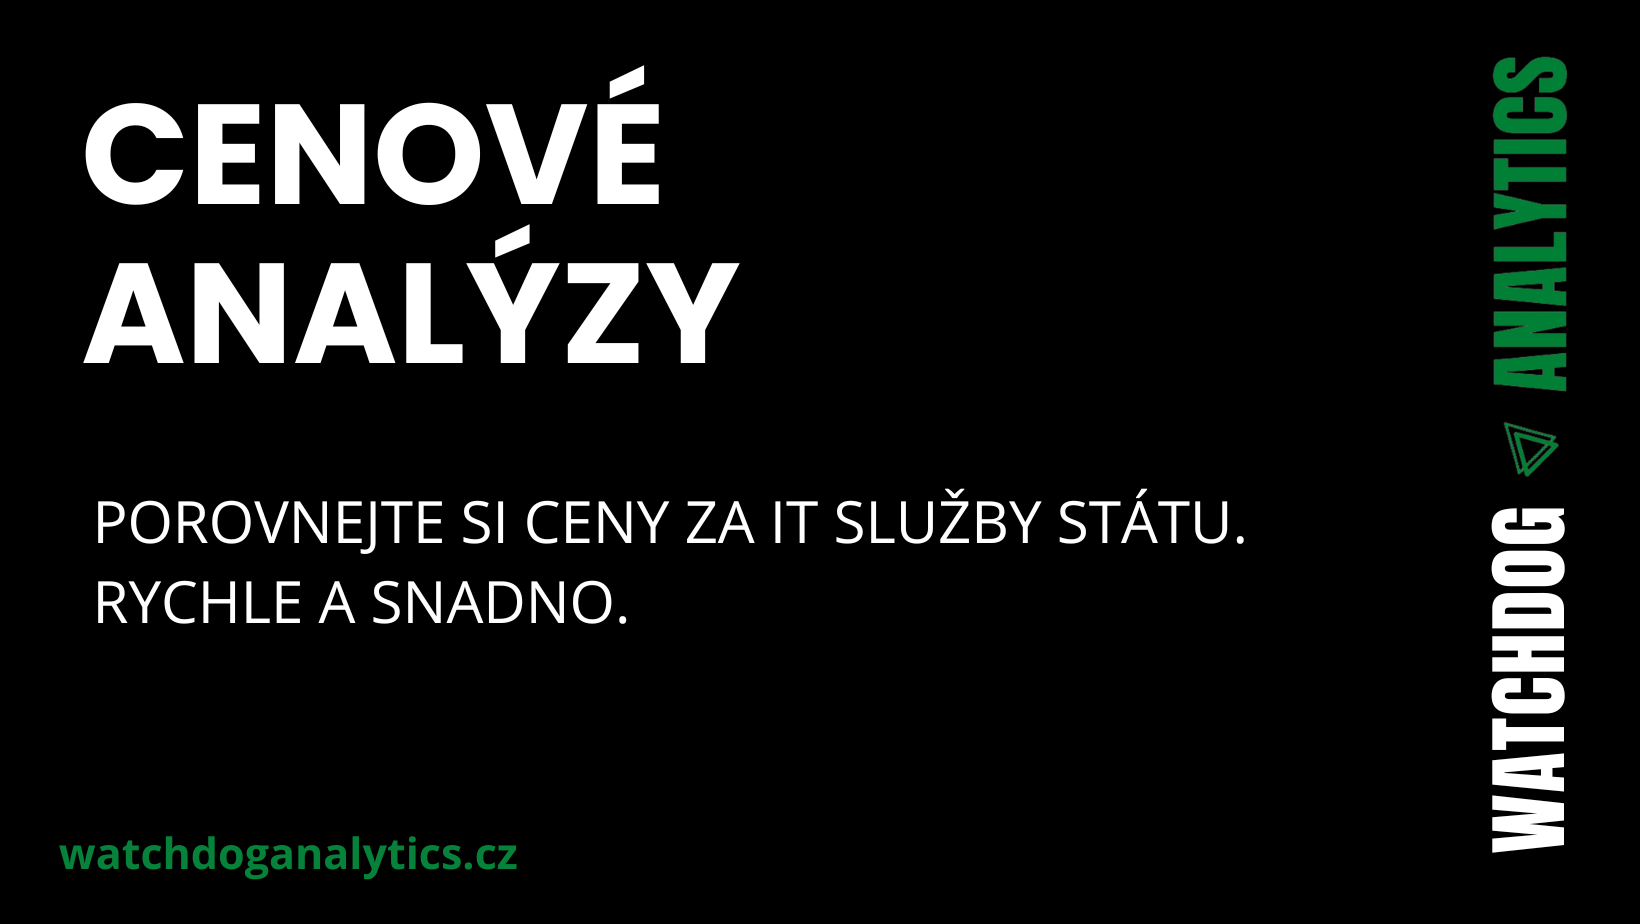 CENOVÉ
ANALÝZY
POROVNEJTE SI CENY ZA IT SLUŽBY STÁTU.
RYCHLE A SNADNO.
watchdoganalytics.cz
WATCHDOG ANALYTICS